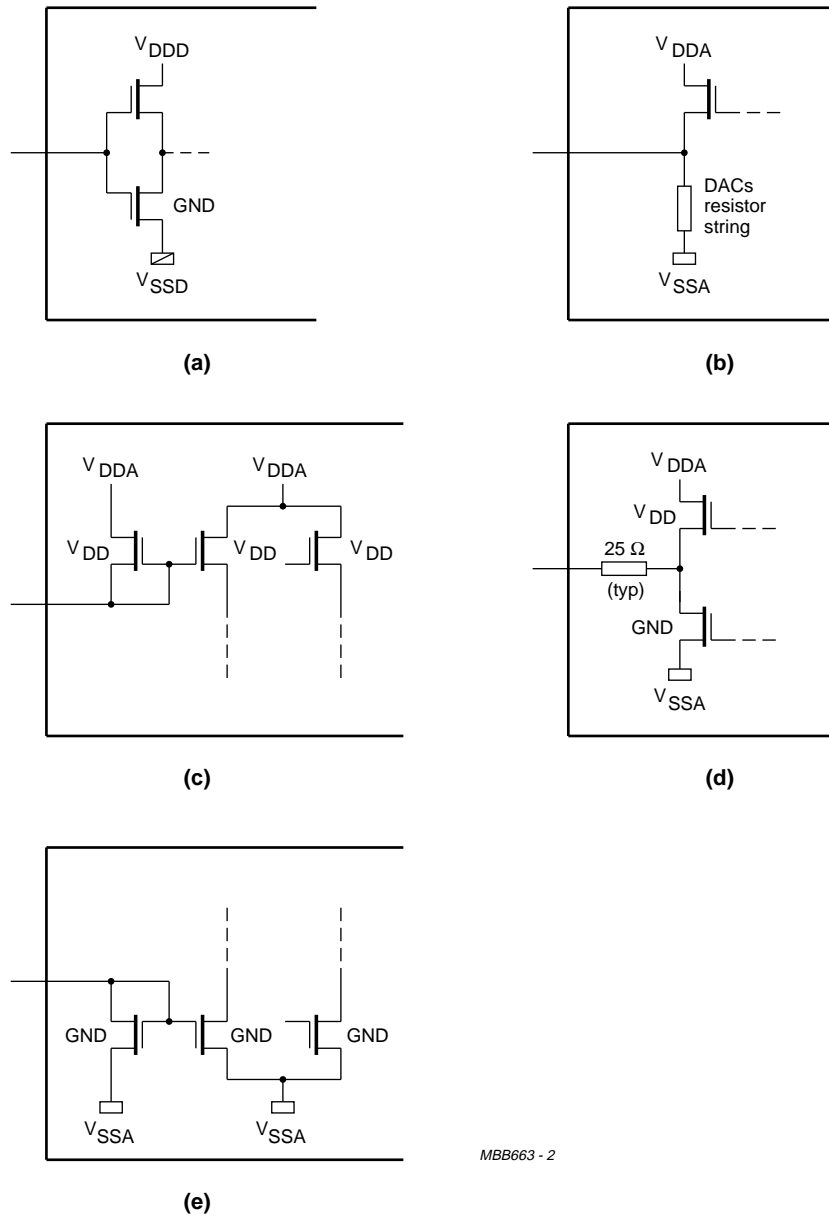 V DDD
GND
V SSD
(a)
V DDA
DACs
resistor
string
V SSA
(b)
V DDA
V DDA
V DD
V DD
V DD
(c)
V DDA
V DD
25 Ω
(typ)
GND
V SSA
(d)
GND
GND
GND
V SSA
V SSA
MBB663 - 2
(e)